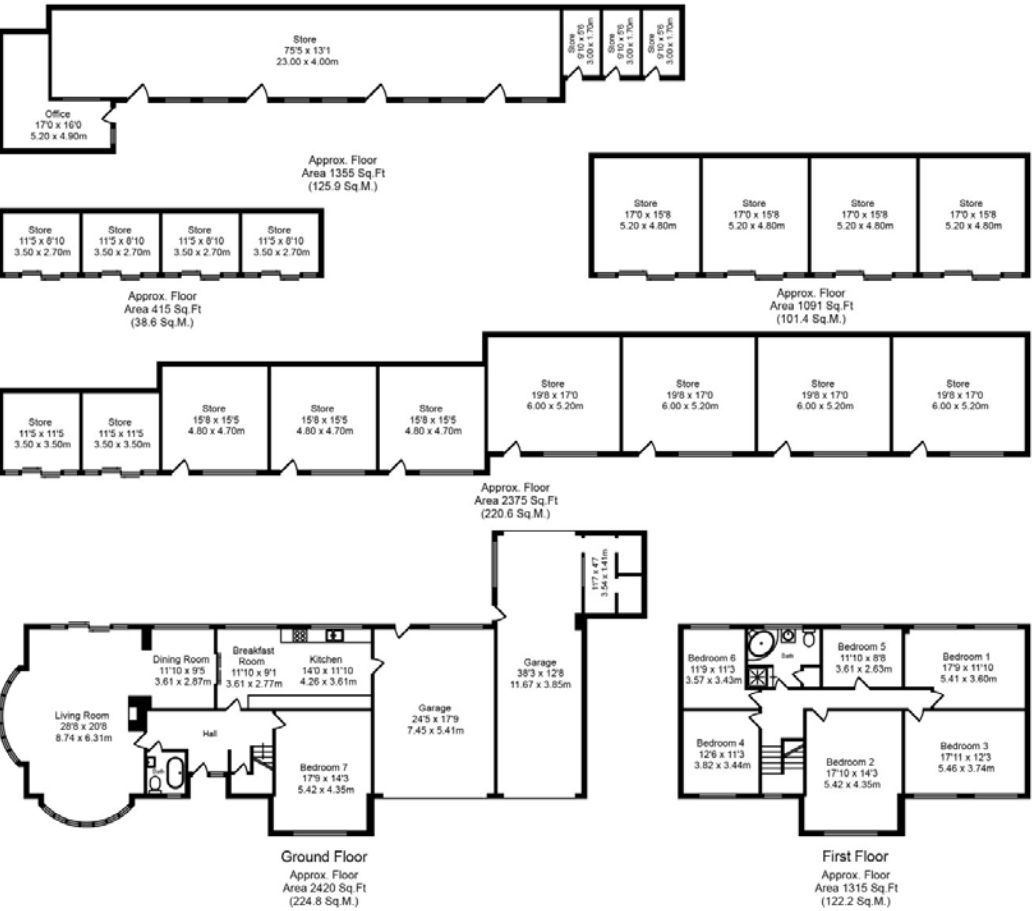 Store
75'5 x 13'1
23.00 x 4.00m
Store
9'10 x 5'6
3.00 x 1.70m
Store
9'10 x 5'6
3.00 x 1.70m
Store
9'10 x 5'6
3.00 x 1.70m
Office
17'0 x 16'0
5.20 x 4.90m
Approx. Floor
Area 1355 Sq.Ft
(125.9 Sq.M.)
Store
17'0 x 15'8
5.20 x 4.80m
Store
17'0 x 15'8
5.20 x 4.80m
Store
17'0 x 15'8
5.20 x 4.80m
Store
17'0 x 15'8
5.20 x 4.80m
Approx. Floor
Area 1091 Sq.Ft
(101.4 Sq.M.)
Store
11'5 x 8'10
3.50 x 2.70m
Store
11'5 x 8'10
3.50 x 2.70m
Store
11'5 x 8'10
3.50 x 2.70m
Store
11'5 x 8'10
3.50 x 2.70m
Approx. Floor
Area 415 Sq.Ft
(38.6 Sq.M.)
Store
11'5 x 11'5
3.50 x 3.50m
Store
11'5 x 11'5
3.50 x 3.50m
Store
15'8 x 15'5
4.80 x 4.70m
Store
15'8 x 15'5
4.80 x 4.70m
Store
15'8 x 15'5
4.80 x 4.70m
Store
19'8 x 17'0
6.00 x 5.20m
Store
19'8 x 17'0
6.00 x 5.20m
Store
19'8 x 17'0
6.00 x 5.20m
Store
19'8 x 17'0
6.00 x 5.20m
Approx. Floor
Area 2375 Sq.Ft
(220.6 Sq.M.)
Living Room
28'8 x 20'8
8.74 x 6.31m
Dining Room
11'10 x 9'5
3.61 x 2.87m
Breakfast
Room
11'10 x 9'1
3.61 x 2.77m
Kitchen
14'0 x 11'10
4.26 x 3.61m
Hall
Bath
Bedroom 7
17'9 x 14'3
5.42 x 4.35m
Garage
24'5 x 17'9
7.45 x 5.41m
Garage
38'3 x 12'8
11.67 x 3.85m
11'7 x 4'7
3.54 x 1.41m
Ground Floor
Approx. Floor
Area 2420 Sq.Ft
(224.8 Sq.M.)
Bedroom 6
11'9 x 11'3
3.57 x 3.43m
Bath
Bedroom 5
11'10 x 8'8
3.61 x 2.63m
Bedroom 1
17'9 x 11'10
5.41 x 3.60m
Bedroom 4
12'6 x 11'3
3.82 x 3.44m
Bedroom 2
17'10 x 14'3
5.42 x 4.35m
Bedroom 3
17'11 x 12'3
5.46 x 3.74m
First Floor
Approx. Floor
Area 1315 Sq.Ft
(122.2 Sq.M.)